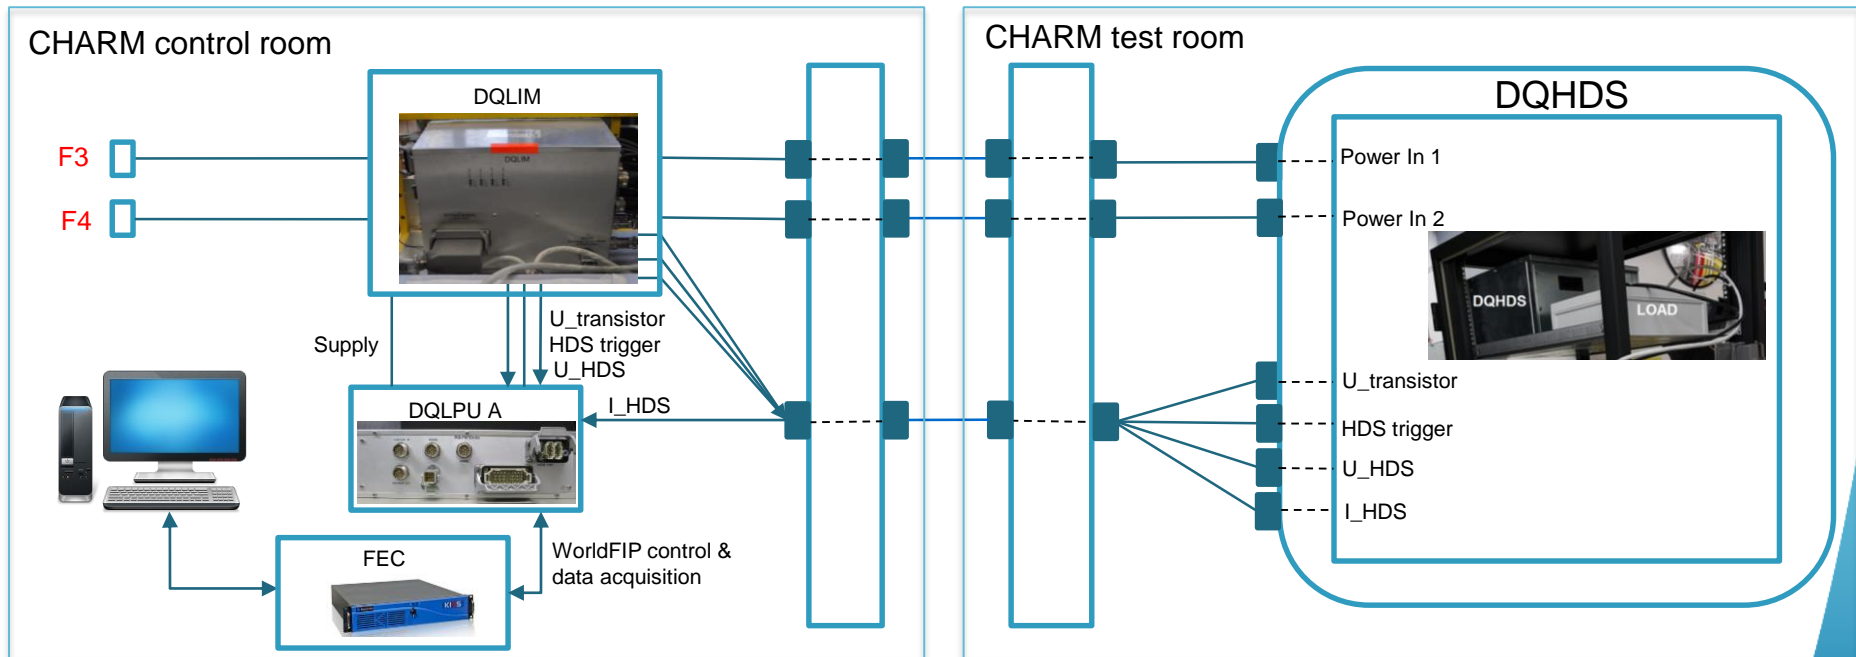 CHARM control room
CHARM test room
DQLIM
DQHDS
DQLIM
F3
F4
Power In 1
Power In 2
DQHDS
LOAD
Supply
U_transistor
HDS trigger
U_HDS
DQLPU A
I_HDS
U_transistor
HDS trigger
U_HDS
I_HDS
FEC
WorldFIP control &
data acquisition